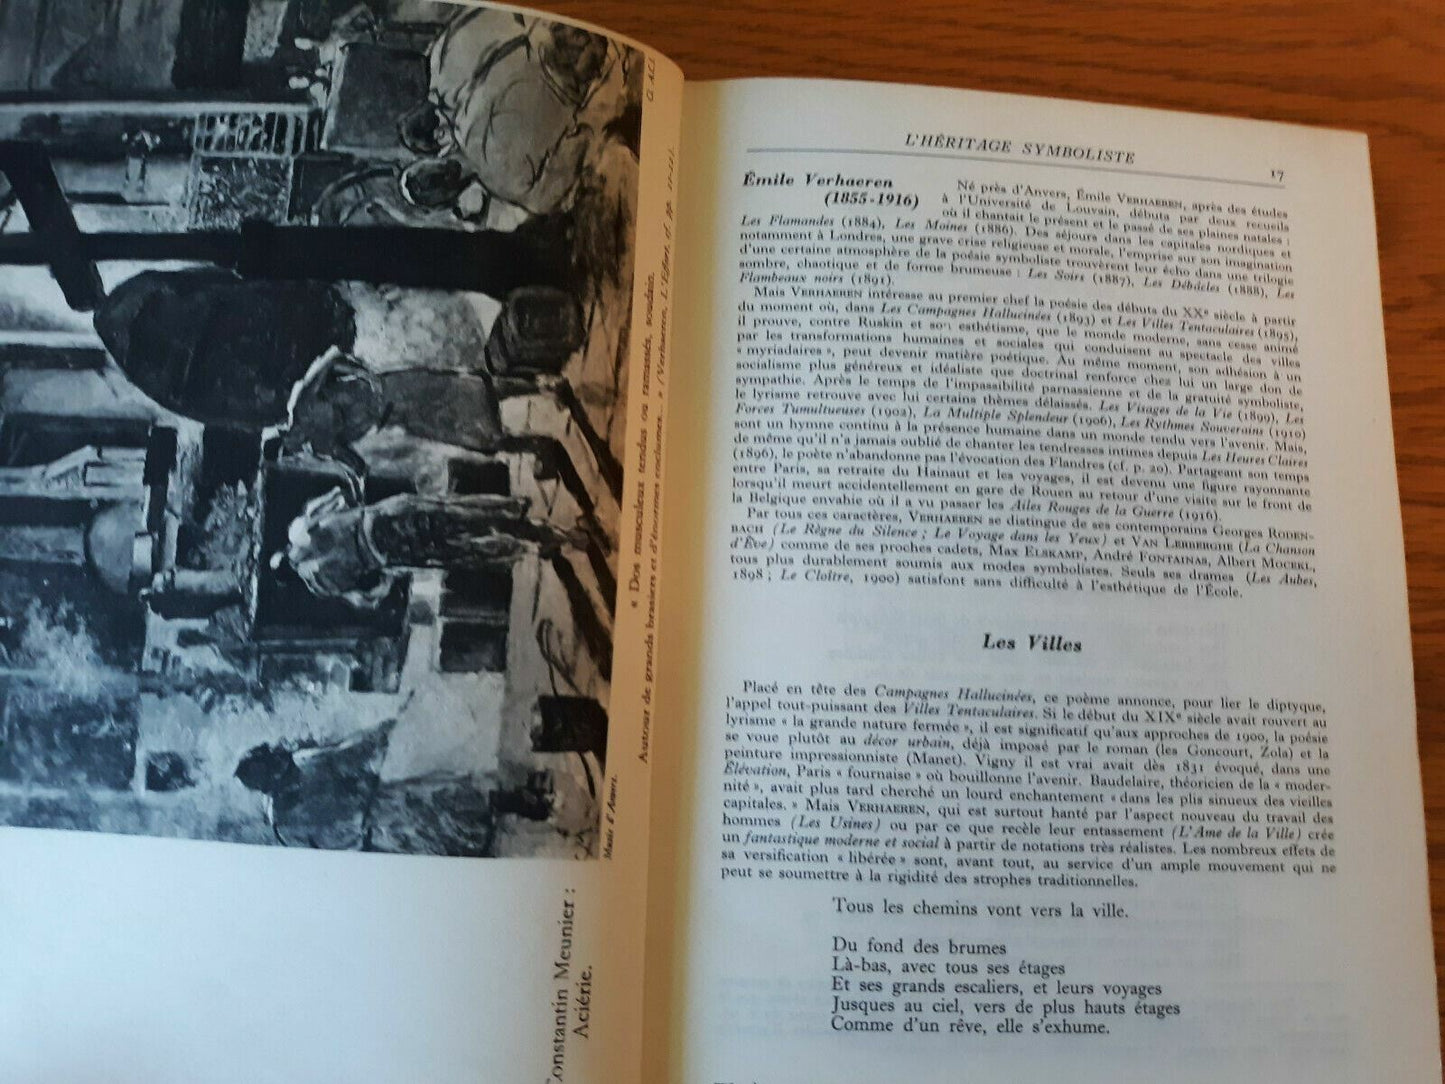 Cl. A.C.I.
« Dos musculeux tendus ou ramassés, soudain,
Autour de grands brasiers et d'énormes enclumes... » (Verhaeren, L'Effort, cf. pp.
Musée d'Anvers.
Constantin Meunier :
Aciérie.
L'HÉRITAGE SYMBOLISTE
17
Émile Verhaeren
(1855-1916)
Né près d'Anvers, Émile VERHAEREN, après des études
à l'Université de Louvain, débuta par deux recueils
où il chantait le présent et le passé de ses plaines natales :
Les Flamandes (1884), Les Moines (1886). Des séjours dans les capitales nordiques et
notamment à Londres, une grave crise religieuse et morale, l'emprise sur son imagination
d'une certaine atmosphère de la poésie symboliste trouvèrent leur écho dans une trilogie
sombre, chaotique et de forme brumeuse : Les Soirs (1887), Les Débâcles (1888), Les
Flambeaux noirs (1891).
Mais VERHAEREN intéresse au premier chef la poésie des débuts du XXe siècle à partir
du moment où, dans Les Campagnes Hallucinées (1893) et Les Villes Tentaculaires (1895),
il prouve, contre Ruskin et son esthétisme, que le monde moderne, sans cesse animé
par les transformations humaines et sociales qui conduisent au spectacle des villes
« myriadaires », peut devenir matière poétique. Au même moment, son adhésion à un
socialisme plus généreux et idéaliste que doctrinal renforce chez lui un large don de
sympathie. Après le temps de l'impassibilité parnassienne et de la gratuité symboliste,
le lyrisme retrouve avec lui certains thèmes délaissés. Les Visages de la Vie (1899), Les
Forces Tumultueuses (1902), La Multiple Splendeur (1906), Les Rythmes Souverains (1910)
sont un hymne continu à la présence humaine dans un monde tendu vers l'avenir. Mais,
de même qu'il n'a jamais oublié de chanter les tendresses intimes depuis Les Heures Claires
(1896), le poète n'abandonne pas l'évocation des Flandres (cf. p. 20). Partageant son temps
entre Paris, sa retraite du Hainaut et les voyages, il est devenu une figure rayonnante
lorsqu'il meurt accidentellement en gare de Rouen au retour d'une visite sur le front de
la Belgique envahie où il a vu passer les Ailes Rouges de la Guerre (1916).
Par tous ces caractères, VERHAEREN se distingue de ses contemporains Georges RODEN-
BACH (Le Règne du Silence ; Le Voyage dans les Yeux) et VAN LERBERGHE (La Chanson
d'Ève) comme de ses proches cadets, Max ELSKAMP, André FONTAINAS, Albert MOCKEL,
tous plus durablement soumis aux modes symbolistes. Seuls ses drames (Les Aubes,
1898 ; Le Cloître, 1900) satisfont sans difficulté à l'esthétique de l'École.
Les Villes
Placé en tête des Campagnes Hallucinées, ce poème annonce, pour lier le diptyque,
l'appel tout-puissant des Villes Tentaculaires. Si le début du XIXe siècle avait rouvert au
lyrisme « la grande nature fermée », il est significatif qu'aux approches de 1900, la poésie
se voue plutôt au décor urbain, déjà imposé par le roman (les Goncourt, Zola) et la
peinture impressionniste (Manet). Vigny il est vrai avait dès 1831 évoqué, dans une
Élévation, Paris « fournaise » où bouillonne l'avenir. Baudelaire, théoricien de la « moder-
nité », avait plus tard cherché un lourd enchantement « dans les plis sinueux des vieilles
capitales. » Mais VERHAEREN, qui est surtout hanté par l'aspect nouveau du travail des
hommes (Les Usines) ou par ce que recèle leur entassement (L'Ame de la Ville) crée
un fantastique moderne et social à partir de notations très réalistes. Les nombreux effets de
sa versification « libérée » sont, avant tout, au service d'un ample mouvement qui ne
peut se soumettre à la rigidité des strophes traditionnelles.
Tous les chemins vont vers la ville.
Du fond des brumes
Là-bas, avec tous ses étages
Et ses grands escaliers, et leurs voyages
Jusques au ciel, vers de plus hauts étages
Comme d'un rêve, elle s'exhume.